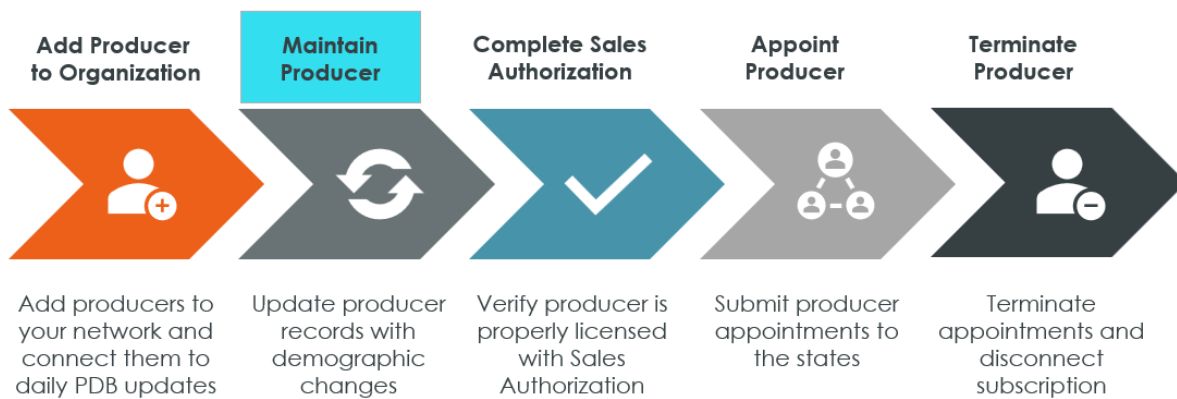 Add Producer
to Organization
Maintain
Producer
Complete Sales
Authorization
Appoint
Producer
Terminate
Producer
Add producers to
your network and
connect them to
daily PDB updates
Update producer
records with
demographic
changes
Verify producer is
properly licensed
with Sales
Authorization
Submit producer
appointments to
the states
Terminate
appointments and
disconnect
subscription